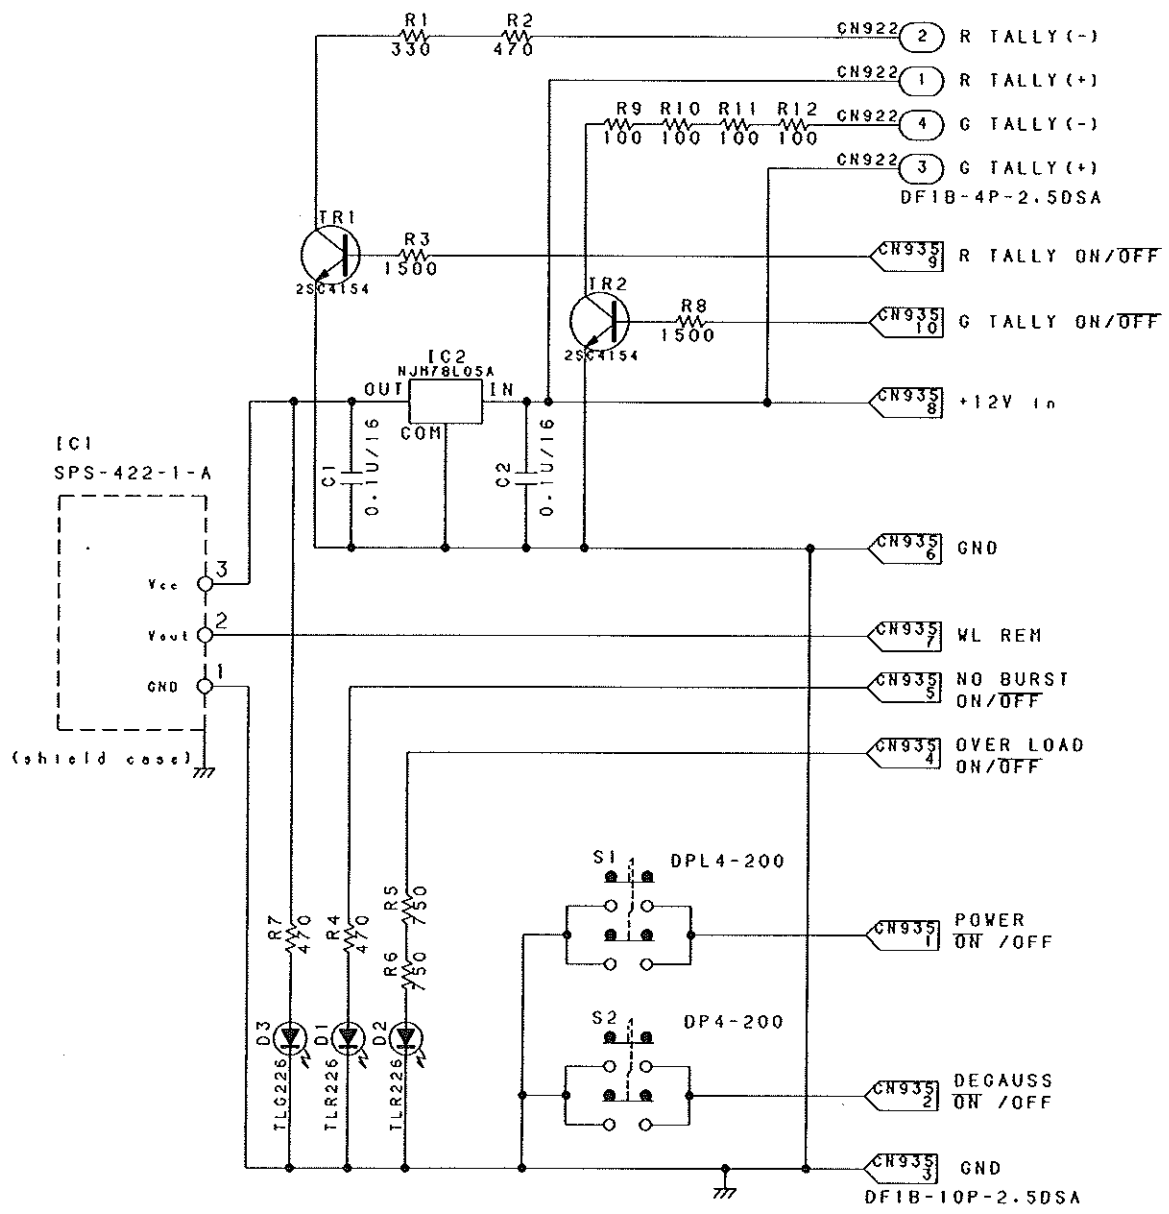 R1
330
R2
470
CN922 2 R TALLY(-)
CN922 1 R TALLY(+)
R9 R10 R11 R12
100 100 100 100
CN922 4 G TALLY(-)
CN922 3 G TALLY(+)
DF1B-4P-2.5DSA
TR1
2SC4154
R3
1500
CN935 9 R TALLY ON/OFF
TR2
2SC4154
R8
1500
CN935 10 G TALLY ON/OFF
IC2
NJM78L05A
OUT
IN
COM
CN935 8 +12V in
C1
0.1U/16
C2
0.1U/16
IC1
SPS-422-1-A
Vcc 3
Vout 2
GND 1
(shield case)
CN935 6 GND
CN935 7 WL REM
CN935 5 NO BURST
ON/OFF
CN935 4 OVER LOAD
ON/OFF
R7
470
R4
470
R5
750
R6
750
D3
TLG226
D1
TLR226
D2
TLR226
S1 DPL4-200
CN935 1 POWER
ON /OFF
S2 DP4-200
CN935 2 DEGAUSS
ON /OFF
CN935 3 GND
DF1B-10P-2.5DSA